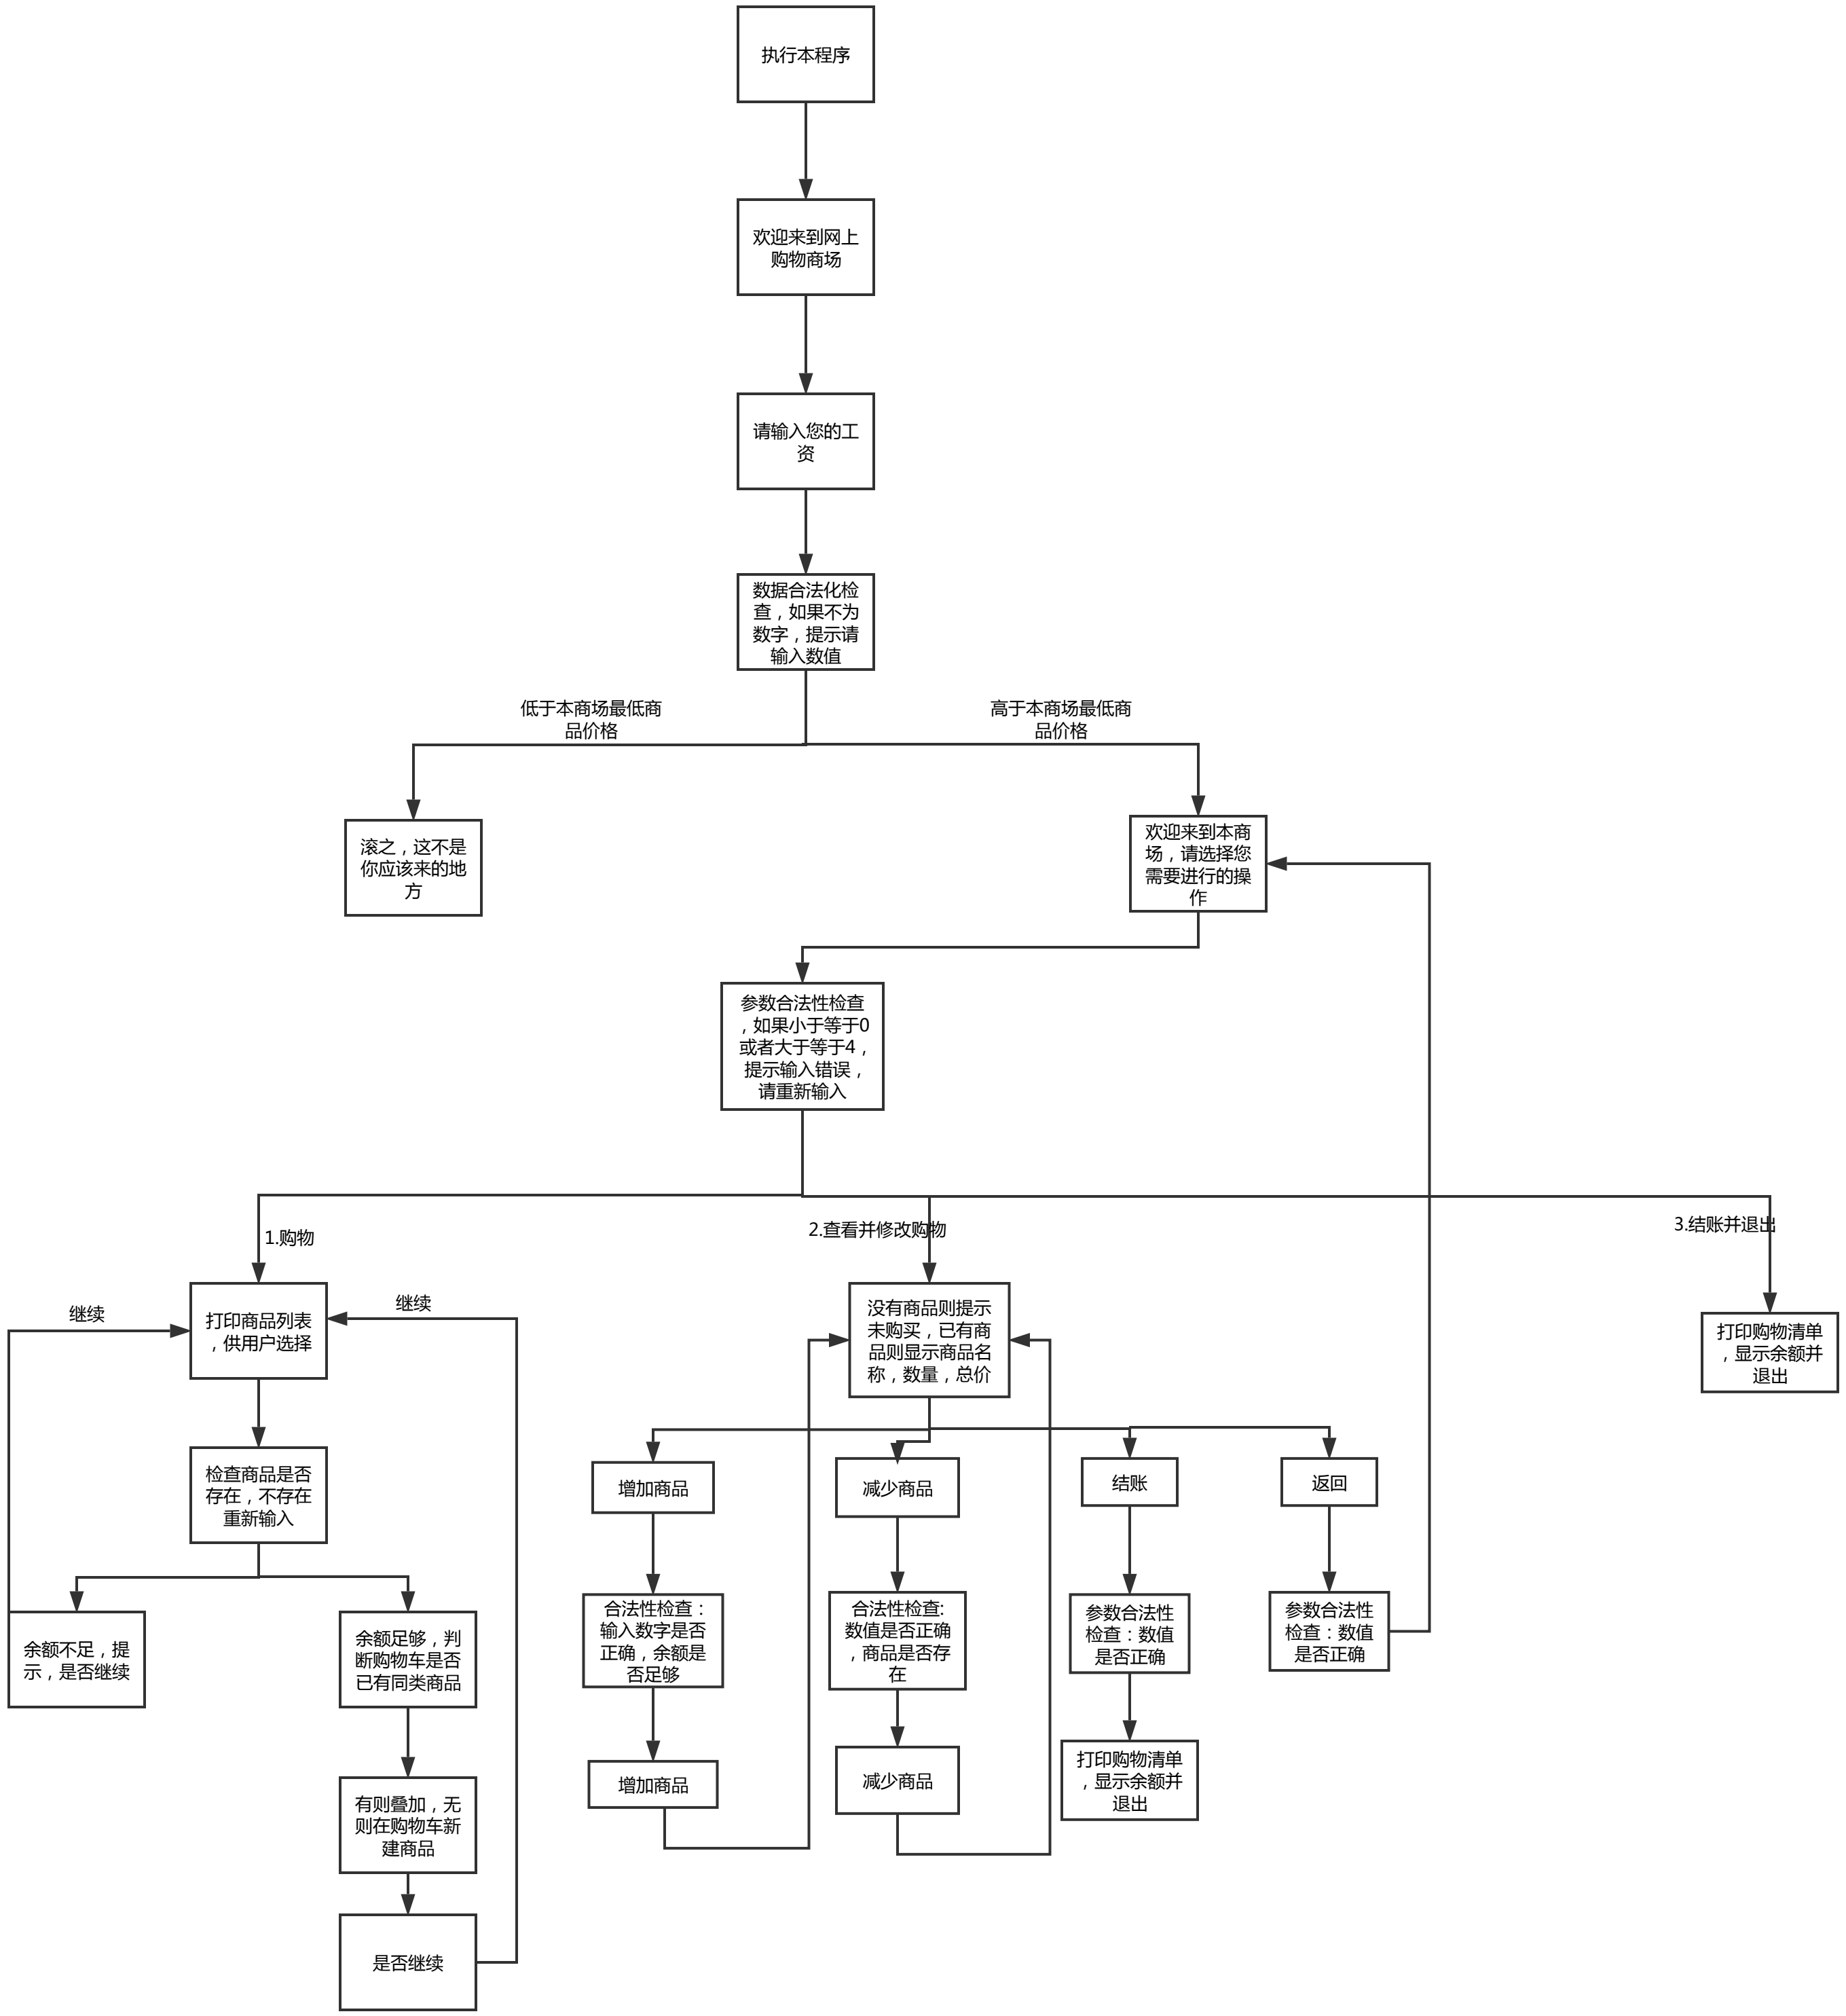 执行本程序
欢迎来到网上
购物商场
请输入您的工
资
数据合法化检
查，如果不为
数字，提示请
输入数值
低于本商场最低商
品价格
高于本商场最低商
品价格
滚之，这不是
你应该来的地
方
欢迎来到本商
场，请选择您
需要进行的操
作
参数合法性检查
，如果小于等于0
或者大于等于4，
提示输入错误，
请重新输入
1.购物
2.查看并修改购物
3.结账并退出
继续
继续
打印商品列表
，供用户选择
没有商品则提示
未购买，已有商
品则显示商品名
称，数量，总价
打印购物清单
，显示余额并
退出
检查商品是否
存在，不存在
重新输入
增加商品
减少商品
结账
返回
余额不足，提
示，是否继续
余额足够，判
断购物车是否
已有同类商品
合法性检查：
输入数字是否
正确，余额是
否足够
合法性检查:
数值是否正确
，商品是否存
在
参数合法性
检查：数值
是否正确
参数合法性
检查：数值
是否正确
有则叠加，无
则在购物车新
建商品
增加商品
减少商品
打印购物清单
，显示余额并
退出
是否继续